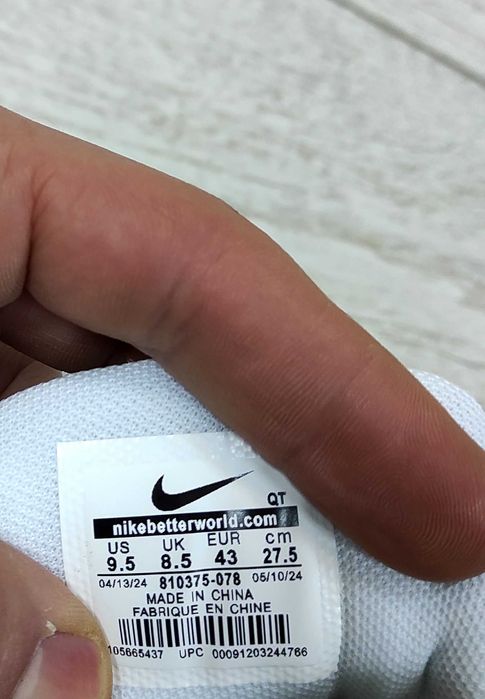 QT
nikebetterworld.com
US UK EUR cm
9.5 8.5 43 27.5
04/13/24 810375-078 05/10/24
MADE IN CHINA
FABRIQUE EN CHINE
105865437 UPC 00091203244766